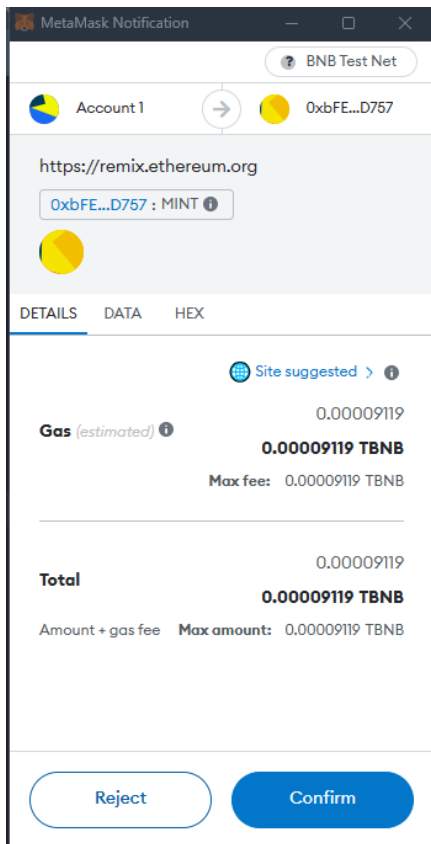 MetaMask Notification
? BNB Test Net
Account 1 0xbFE...D757
https://remix.ethereum.org
0xbFE...D757 : MINT
DETAILS DATA HEX
Site suggested >
0.00009119
Gas (estimated) 0.00009119 TBNB
Max fee: 0.00009119 TBNB
0.00009119
Total 0.00009119 TBNB
Amount + gas fee Max amount: 0.00009119 TBNB
Reject Confirm